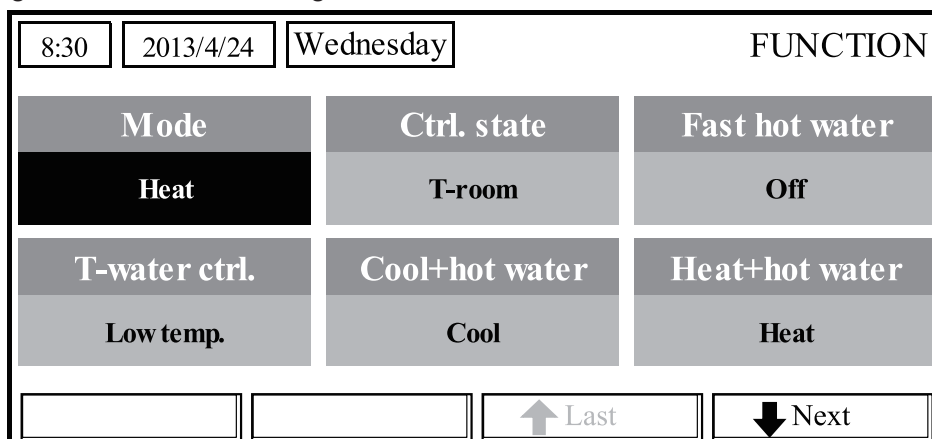 8:30 2013/4/24 Wednesday FUNCTION
Mode Ctrl. state Fast hot water
Heat T-room Off
T-water ctrl. Cool+hot water Heat+hot water
Low temp. Cool Heat
Last Next